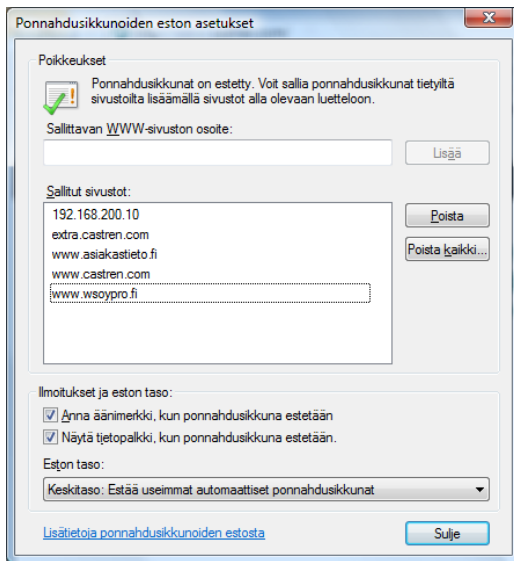 Ponnahdusikkunoiden eston asetukset
Poikkeukset
Ponnahdusikkunat on estetty. Voit sallia ponnahdusikkunat tietyiltä
sivustoilta lisäämällä sivustot alla olevaan luetteloon.
Sallittavan WWW-sivuston osoite:
Lisää
Sallitut sivustot:
192.168.200.10
extra.castren.com
www.asiakastieto.fi
www.castren.com
www.wsoypro.fi
Poista
Poista kaikki...
Ilmoitukset ja eston taso:
Anna äänimerkki, kun ponnahdusikkuna estetään
Näytä tietopalkki, kun ponnahdusikkuna estetään.
Eston taso:
Keskitaso: Estää useimmat automaattiset ponnahdusikkunat
Lisätietoja ponnahdusikkunoiden estosta
Sulje